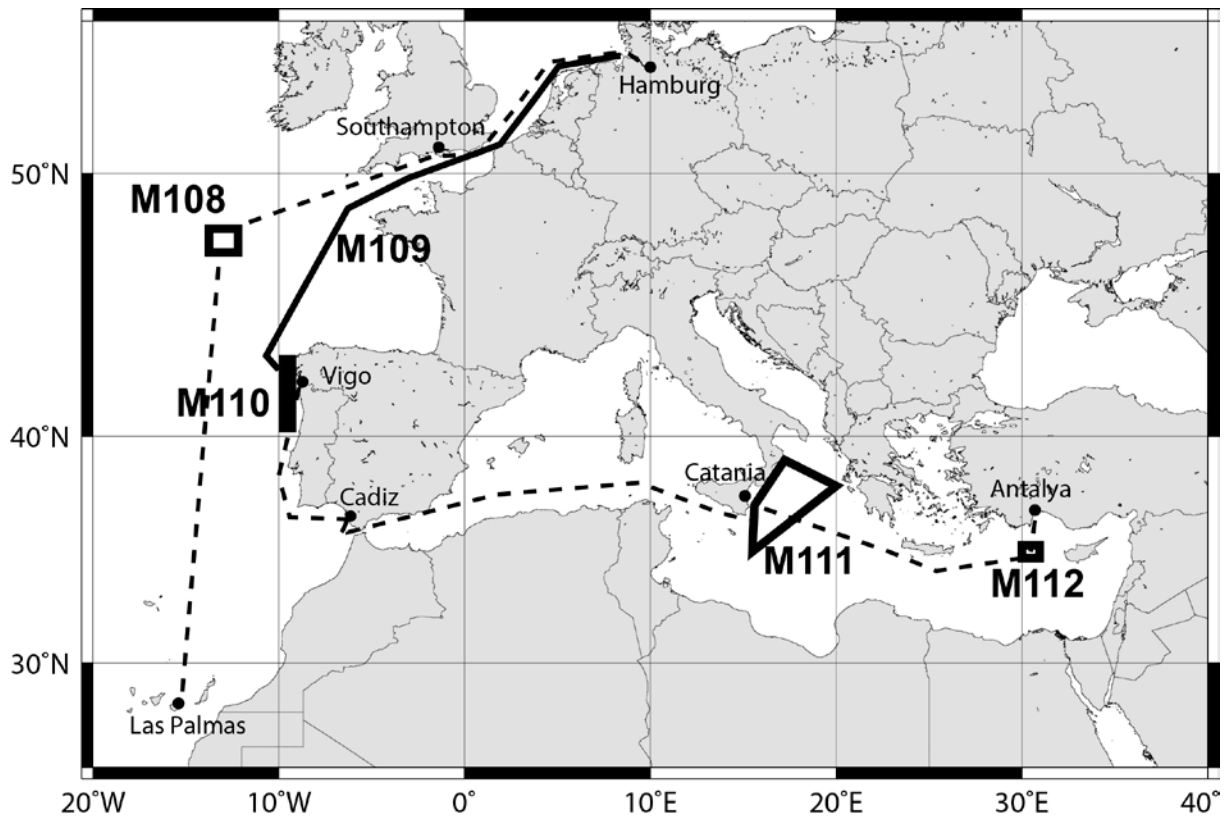 Hamburg
Southampton
50°N
M108
M109
Vigo
M110
40°N
Catania
Cadiz
Antalya
M111
M112
30°N
Las Palmas
20°W
10°W
0°
10°E
20°E
30°E
40°